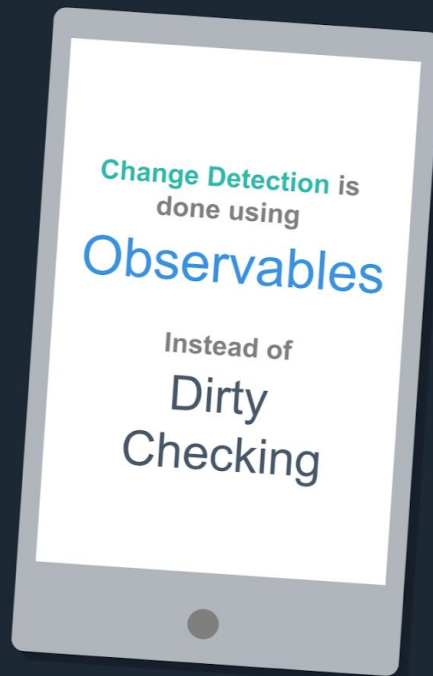 Change Detection is
done using
Observables
Instead of
Dirty
Checking